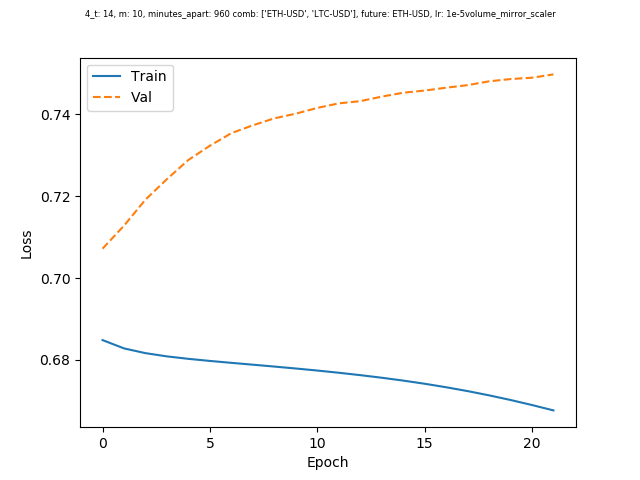 4_t: 14, m: 10, minutes_apart: 960 comb: ['ETH-USD', 'LTC-USD'], future: ETH-USD, lr: 1e-5volume_mirror_scaler
Train
Val
0.74
0.72
0.70
0.68
Loss
0 5 10 15 20
Epoch